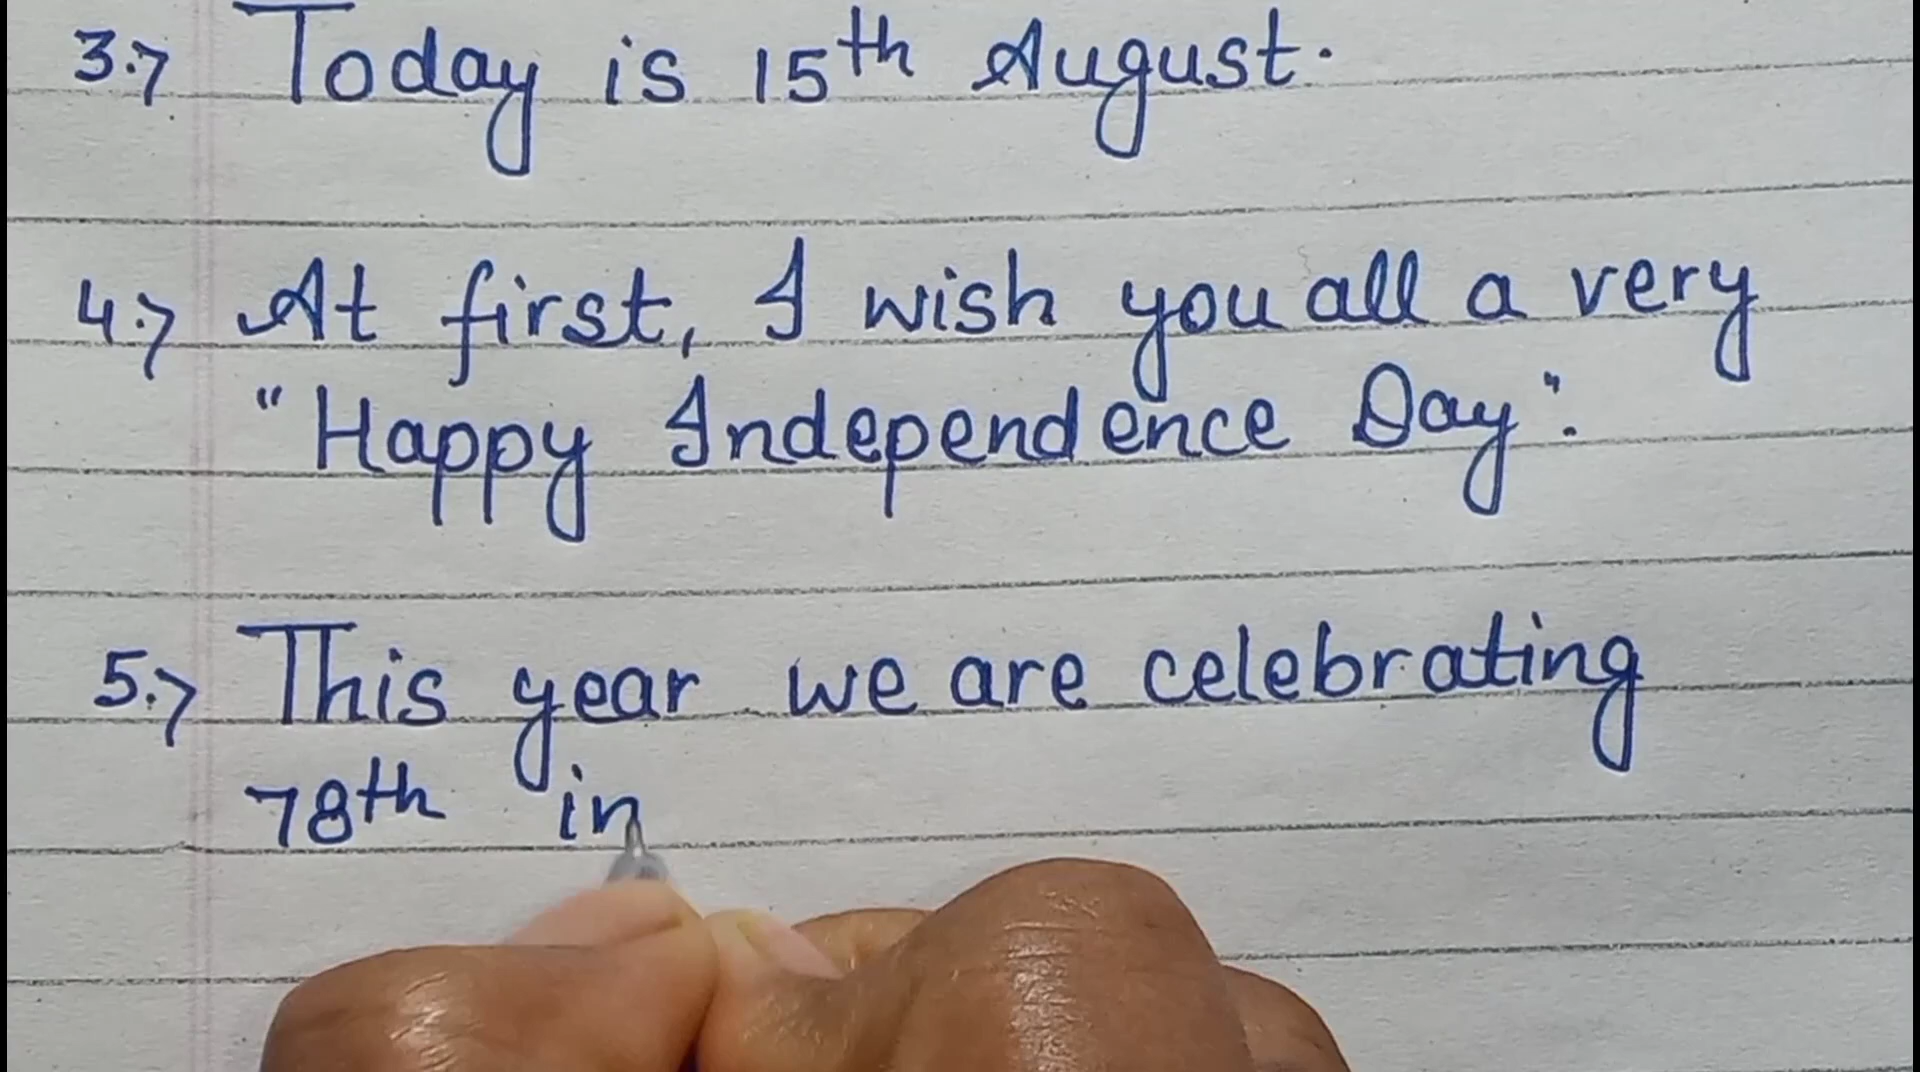 3.> Today is 15th August.
4.> At first, I wish you all a very
"Happy Independence Day".
5.> This year we are celebrating
78th in